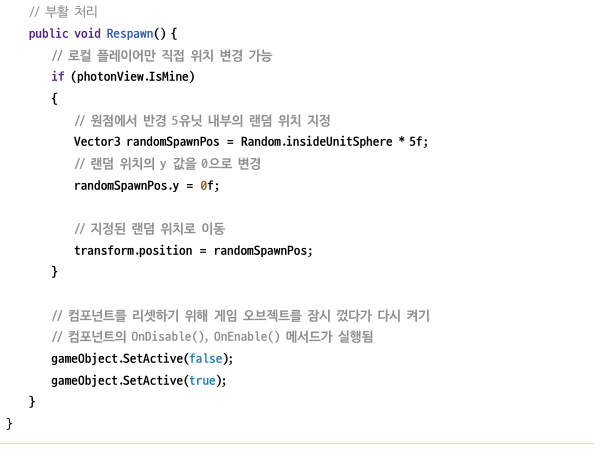 // 부활 처리
public void Respawn() {
// 로컬 플레이어만 직접 위치 변경 가능
if (photonView.IsMine)
{
// 원점에서 반경 5유닛 내부의 랜덤 위치 지정
Vector3 randomSpawnPos = Random.insideUnitSphere * 5f;
// 랜덤 위치의 y 값을 0으로 변경
randomSpawnPos.y = 0f;
// 지정된 랜덤 위치로 이동
transform.position = randomSpawnPos;
}
// 컴포넌트를 리셋하기 위해 게임 오브젝트를 잠시 껐다가 다시 켜기
// 컴포넌트의 OnDisable(), OnEnable() 메서드가 실행됨
gameObject.SetActive(false);
gameObject.SetActive(true);
}
}